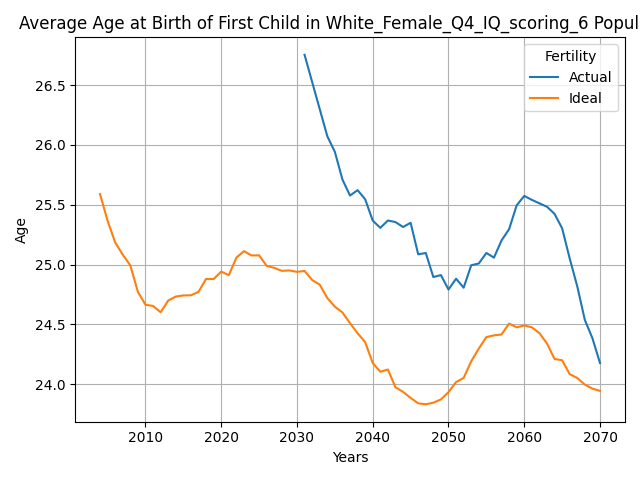 Average Age at Birth of First Child in White_Female_Q4_IQ_scoring_6 Popul
Fertility
Actual
Ideal
26.5
26.0
25.5
25.0
24.5
24.0
Age
2010 2020 2030 2040 2050 2060 2070
Years